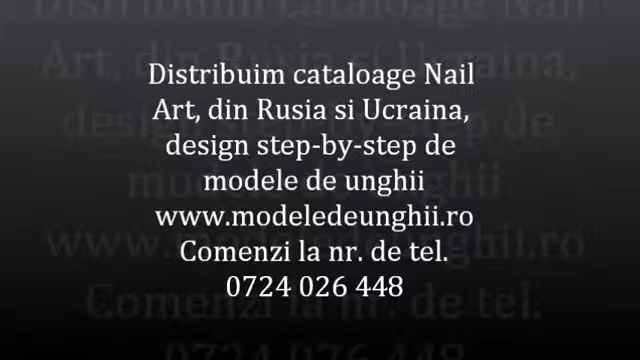 Distribuim cataloage Nail
Art, din Rusia si Ucraina,
design step-by-step de
modele de unghii
www.modeledeunghii.ro
Comenzi la nr. de tel.
0724 026 448